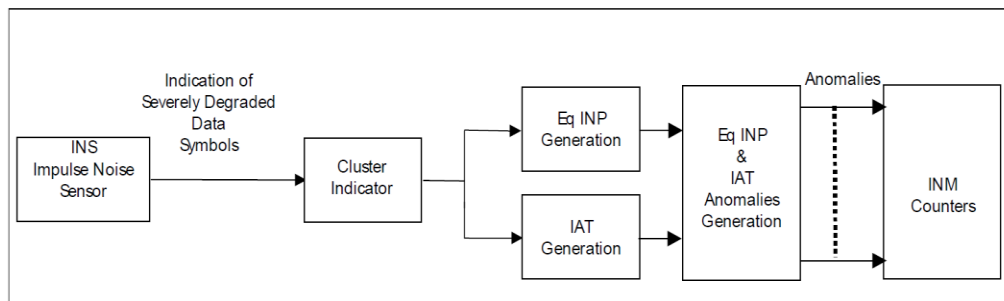 Indication of
Severely Degraded
Data
Symbols
INS
Impulse Noise
Sensor
Cluster
Indicator
Eq INP
Generation
IAT
Generation
Eq INP
&
IAT
Anomalies
Generation
Anomalies
INM
Counters